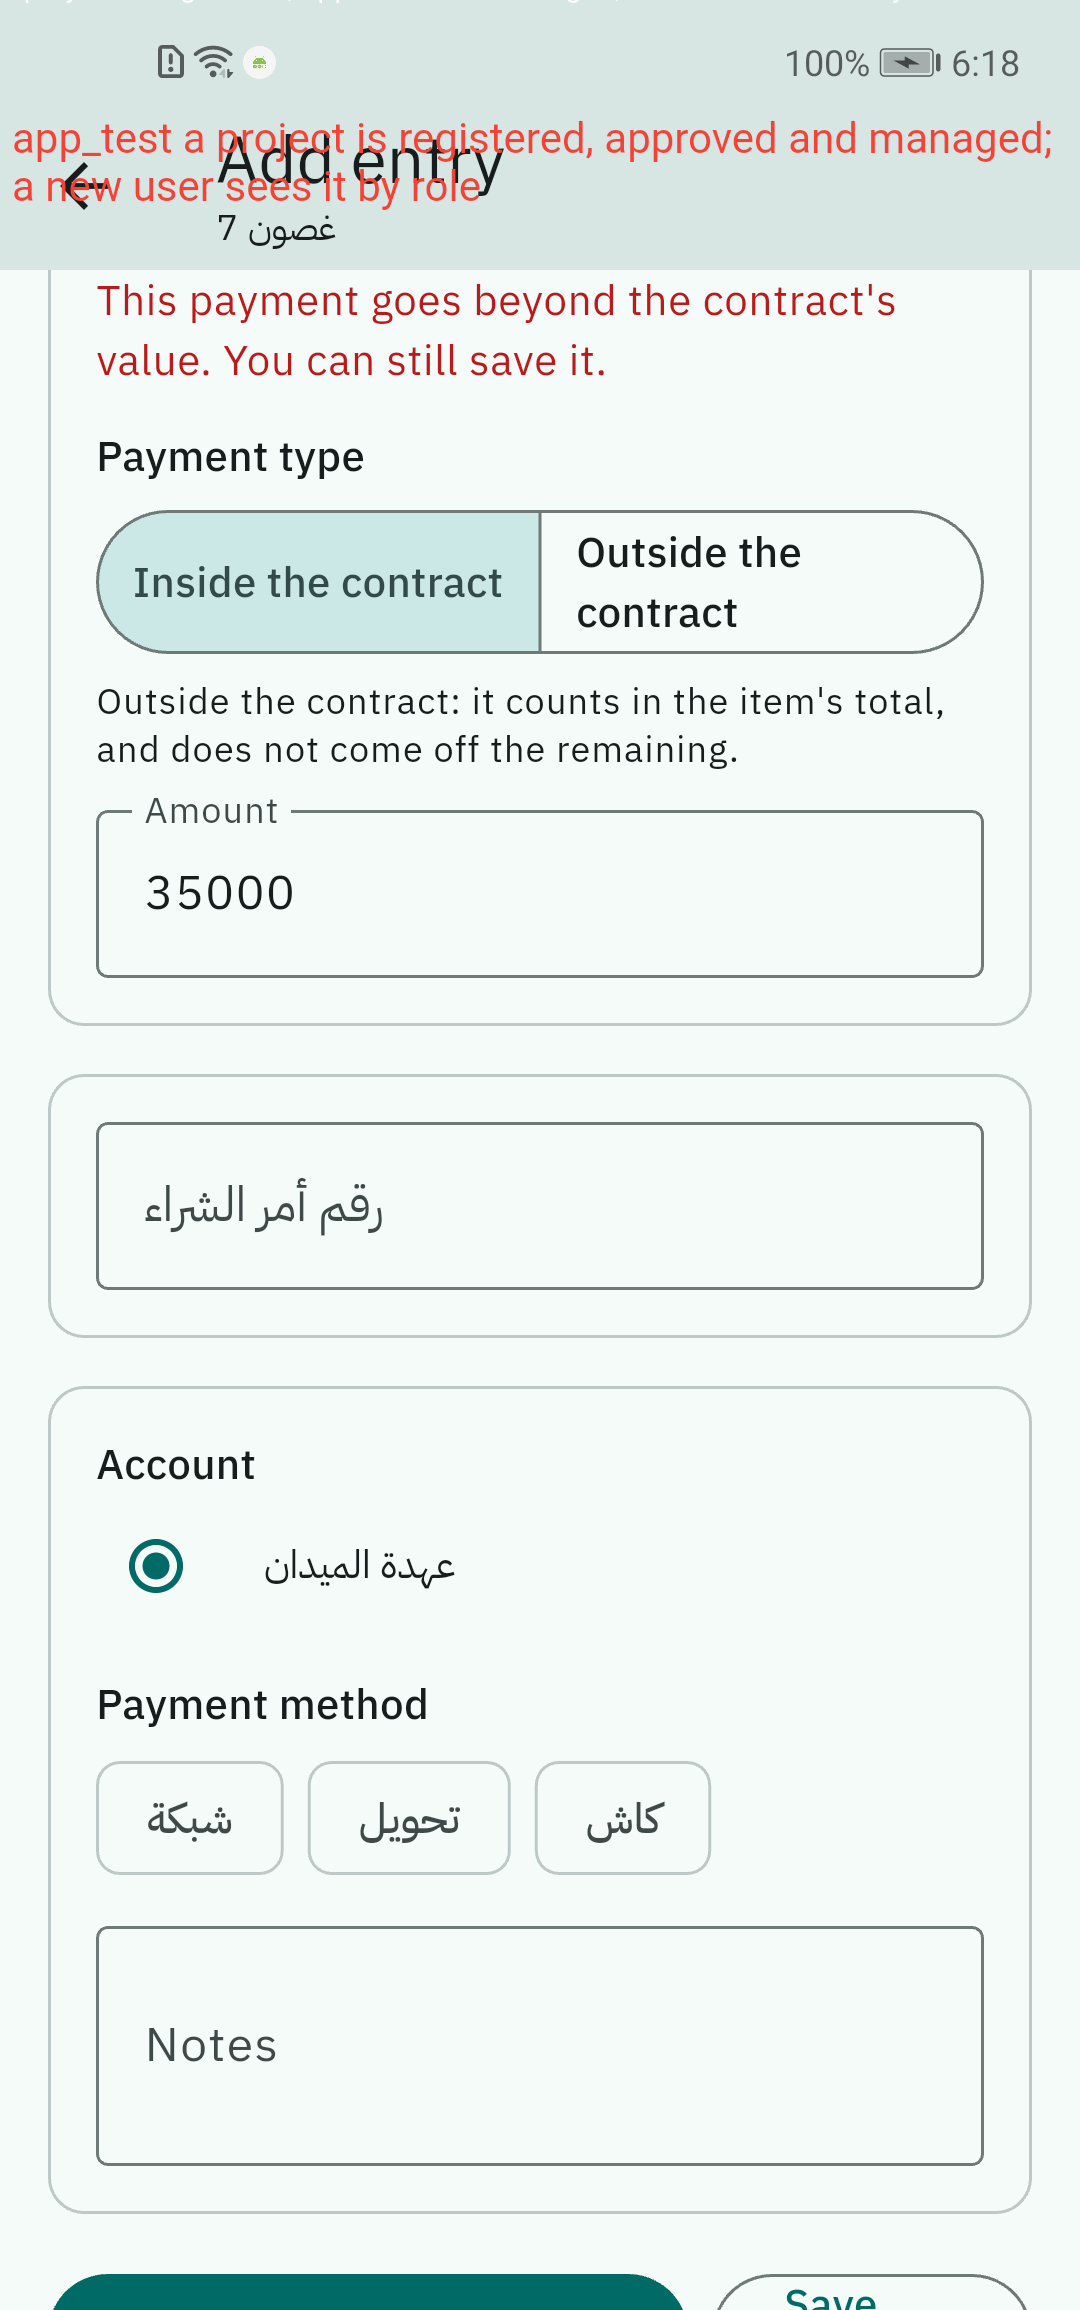 100% 6:18
app_test a project is registered, approved and managed;
a new user sees it by role
Add entry
غصون 7
This payment goes beyond the contract's
value. You can still save it.
Payment type
Inside the contract
Outside the
contract
Outside the contract: it counts in the item's total,
and does not come off the remaining.
Amount
35000
رقم أمر الشراء
Account
عهدة الميدان
Payment method
شبكة
تحويل
كاش
Notes
Save